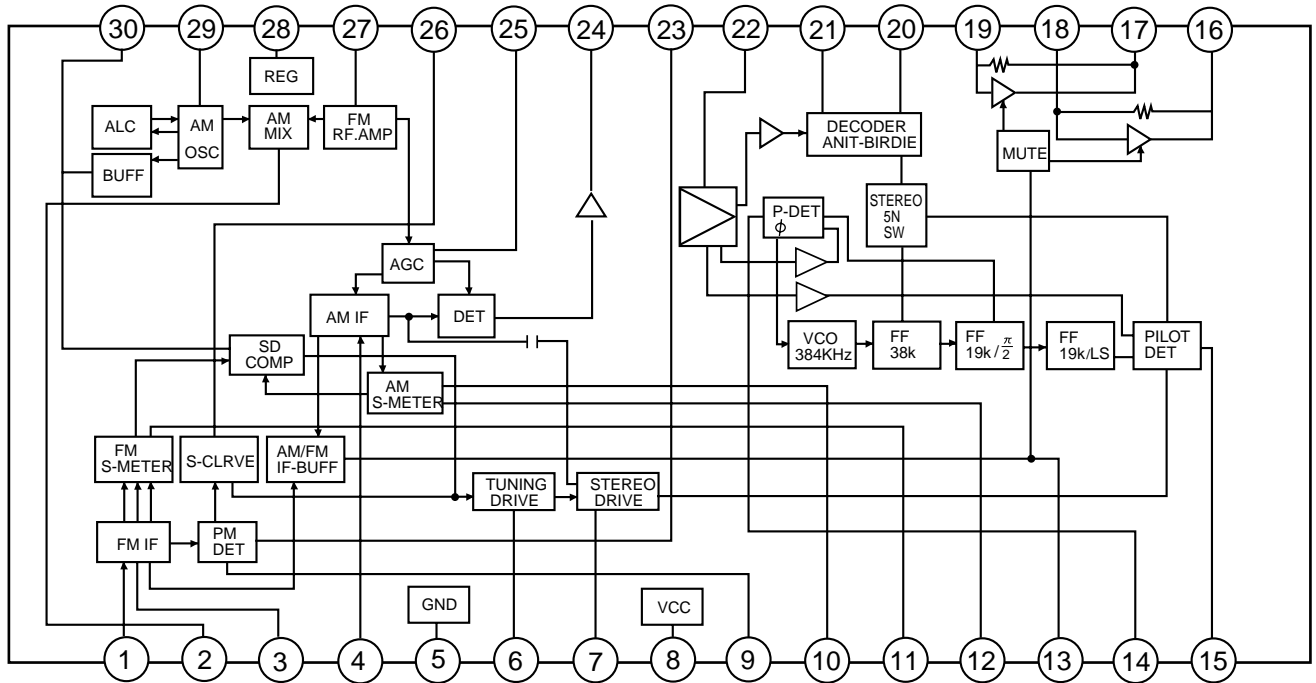 30 29 28 27 26 25 24 23 22 21 20 19 18 17 16
REG
ALC
AM
OSC
AM
MIX
FM
RF.AMP
BUFF
DECODER
ANIT-BIRDIE
MUTE
STEREO
5N
SW
P-DET
ϕ
AGC
AM IF
DET
SD
COMP
VCO
384KHz
FF
38k
FF
19k/π/2
FF
19k/LS
PILOT
DET
AM
S-METER
FM
S-METER
S-CLRVE
AM/FM
IF-BUFF
TUNING
DRIVE
STEREO
DRIVE
FM IF
PM
DET
GND
VCC
1 2 3 4 5 6 7 8 9 10 11 12 13 14 15